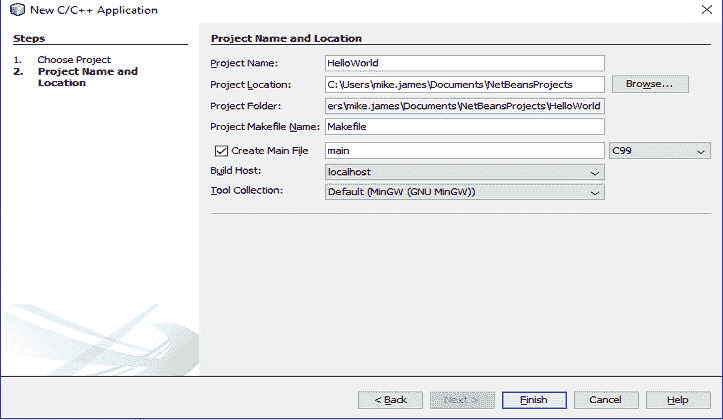 New C/C++ Application
Steps
1. Choose Project
2. Project Name and
Location
Project Name and Location
Project Name: HelloWorld
Project Location: C:\Users\mike.james\Documents\NetBeansProjects Browse...
Project Folder: ers\mike.james\Documents\NetBeansProjects\HelloWorld
Project Makefile Name: Makefile
Create Main File main C99
Build Host: localhost
Tool Collection: Default (MinGW (GNU MinGW))
< Back Next > Finish Cancel Help